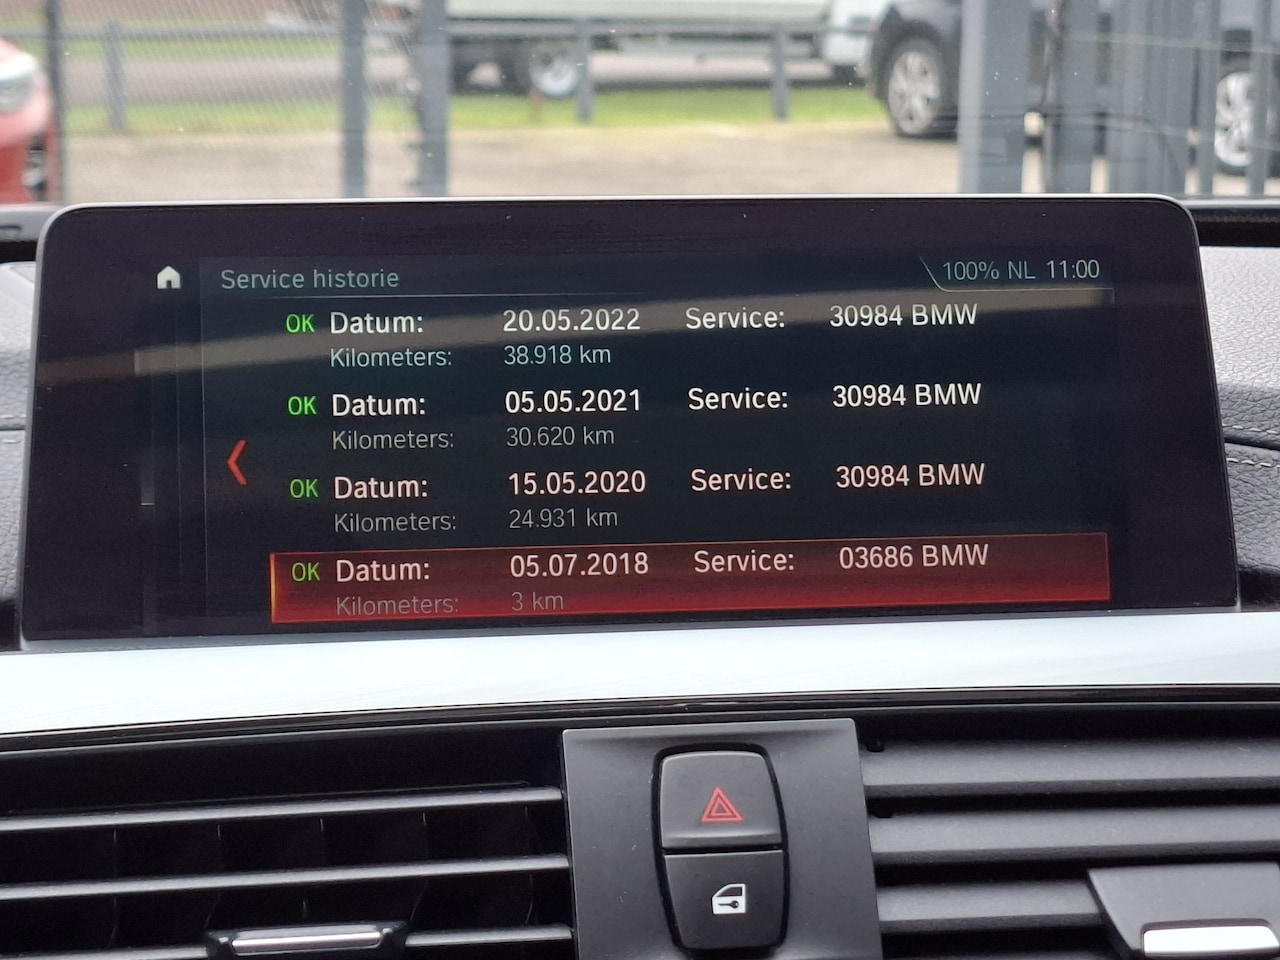 Service historie 100% NL 11:00
OK Datum: 20.05.2022 Service: 30984 BMW
Kilometers: 38.918 km
OK Datum: 05.05.2021 Service: 30984 BMW
Kilometers: 30.620 km
OK Datum: 15.05.2020 Service: 30984 BMW
Kilometers: 24.931 km
OK Datum: 05.07.2018 Service: 03686 BMW
Kilometers: 3 km